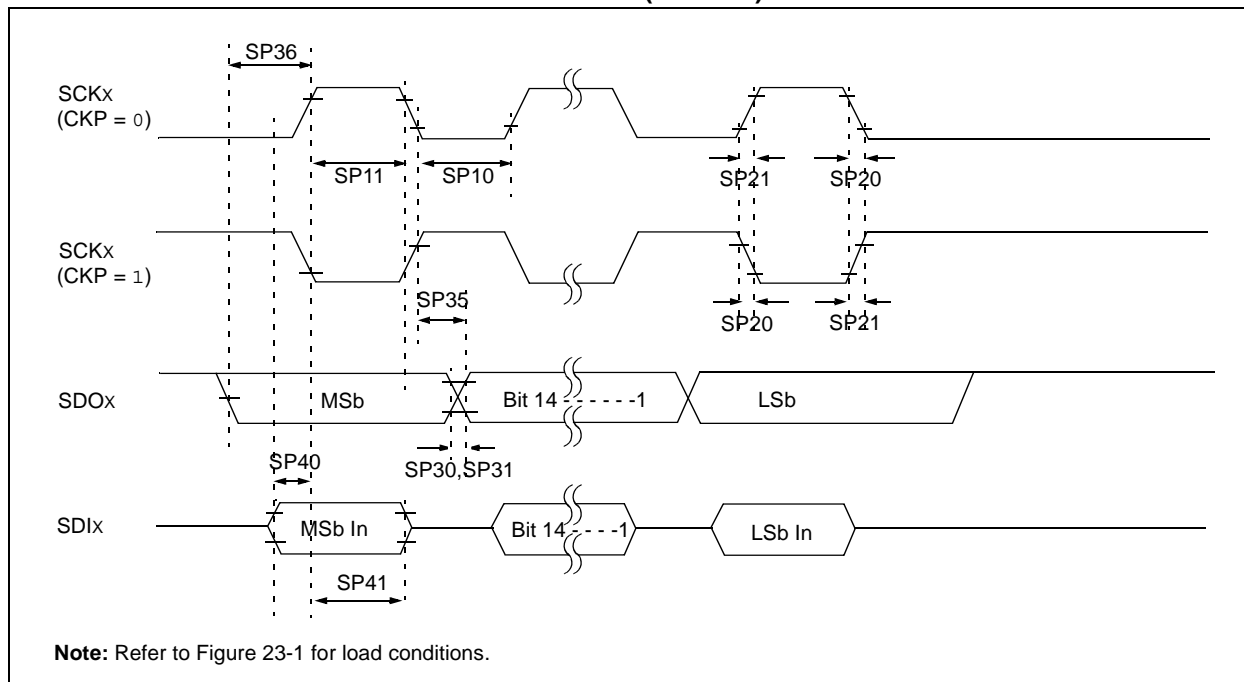 SP36
SCKX
(CKP = 0)
SP11
SP10
SP21
SP20
SCKX
(CKP = 1)
SP35
SP20
SP21
SDOX
MSb
Bit 14 - - - - - -1
LSb
SP40
SP30,SP31
SDIX
MSb In
Bit 14 - - - -1
LSb In
SP41
Note: Refer to Figure 23-1 for load conditions.